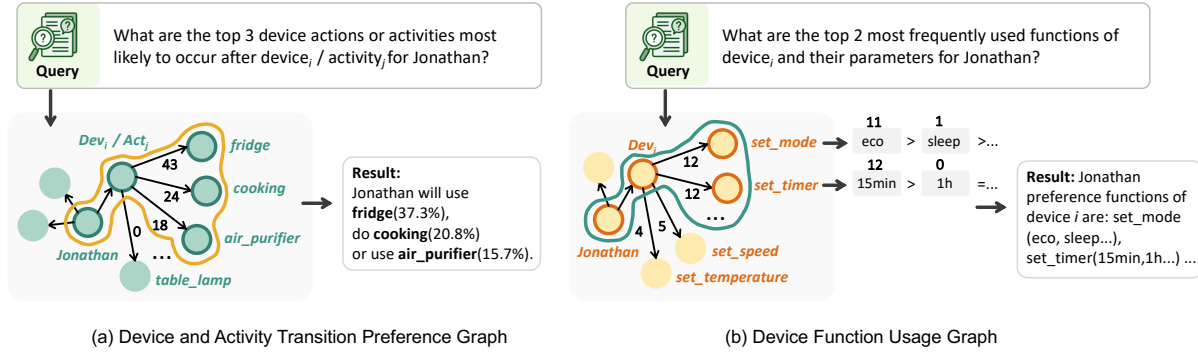 Query
What are the top 3 device actions or activities most
likely to occur after device_i / activity_j for Jonathan?
Dev_i / Act_j
43
fridge
24
cooking
0
18
air_purifier
Jonathan
...
table_lamp
Result:
Jonathan will use
fridge(37.3%),
do cooking(20.8%)
or use air_purifier(15.7%).
(a) Device and Activity Transition Preference Graph
Query
What are the top 2 most frequently used functions of
device_i and their parameters for Jonathan?
Dev_i
12
set_mode
12
set_timer
...
4
5
Jonathan
set_speed
set_temperature
11 1
eco > sleep >...
12 0
15min > 1h =...
Result: Jonathan
preference functions of
device i are: set_mode
(eco, sleep...),
set_timer(15min,1h...) ...
(b) Device Function Usage Graph